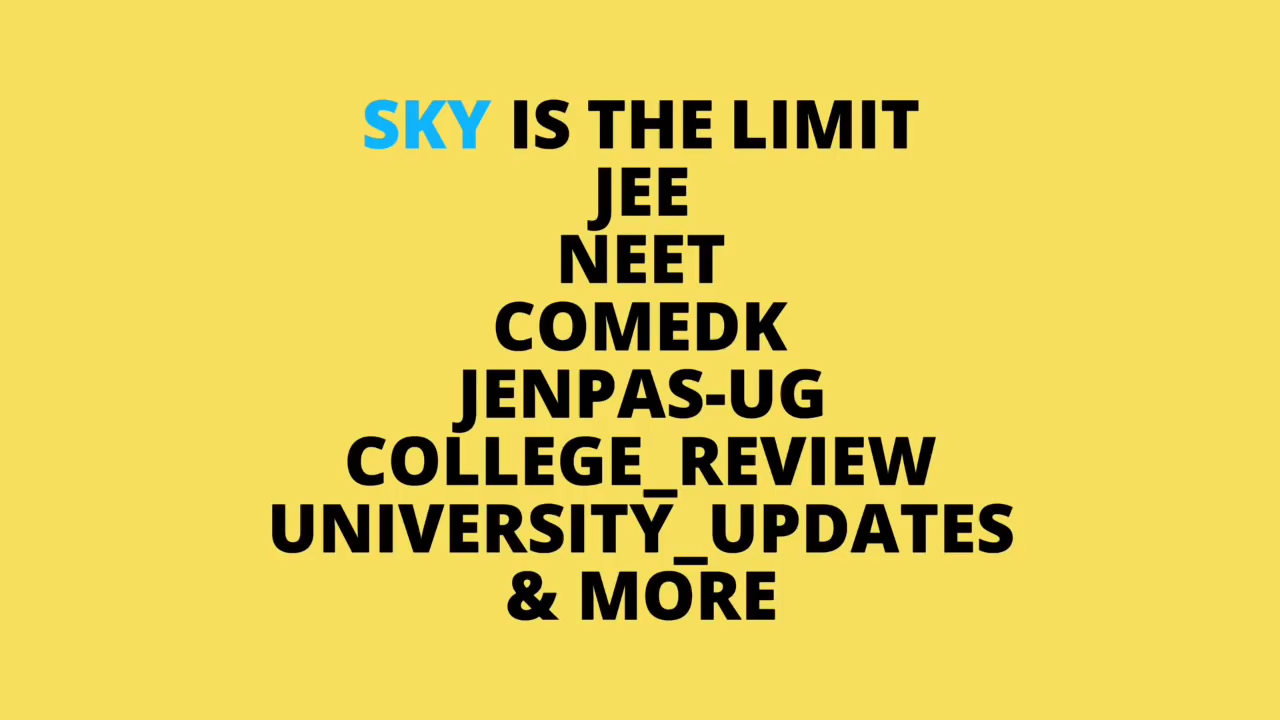 SKY IS THE LIMIT
JEE
NEET
COMEDK
JENPAS-UG
COLLEGE_REVIEW
UNIVERSITY_UPDATES
& MORE